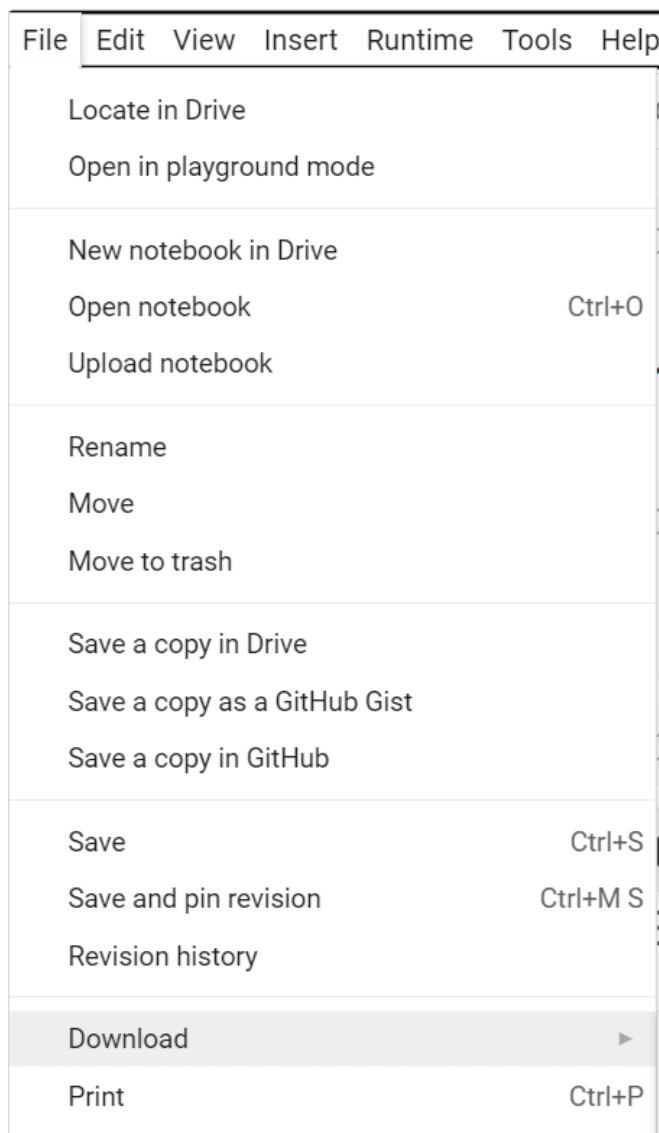 File Edit View Insert Runtime Tools Help
Locate in Drive
Open in playground mode
New notebook in Drive
Open notebook Ctrl+O
Upload notebook
Rename
Move
Move to trash
Save a copy in Drive
Save a copy as a GitHub Gist
Save a copy in GitHub
Save Ctrl+S
Save and pin revision Ctrl+M S
Revision history
Download ►
Print Ctrl+P